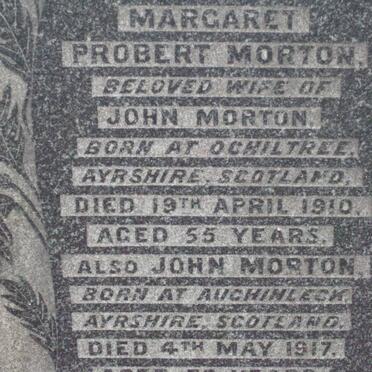 MARGARET
PROBERT MORTON,
BELOVED WIFE OF
JOHN MORTON.
BORN AT OCHILTREE,
AYRSHIRE, SCOTLAND,
DIED 19TH APRIL 1910,
AGED 55 YEARS.
ALSO JOHN MORTON
BORN AT AUCHINLECK
AYRSHIRE, SCOTLAND.
DIED 4TH MAY 1917.